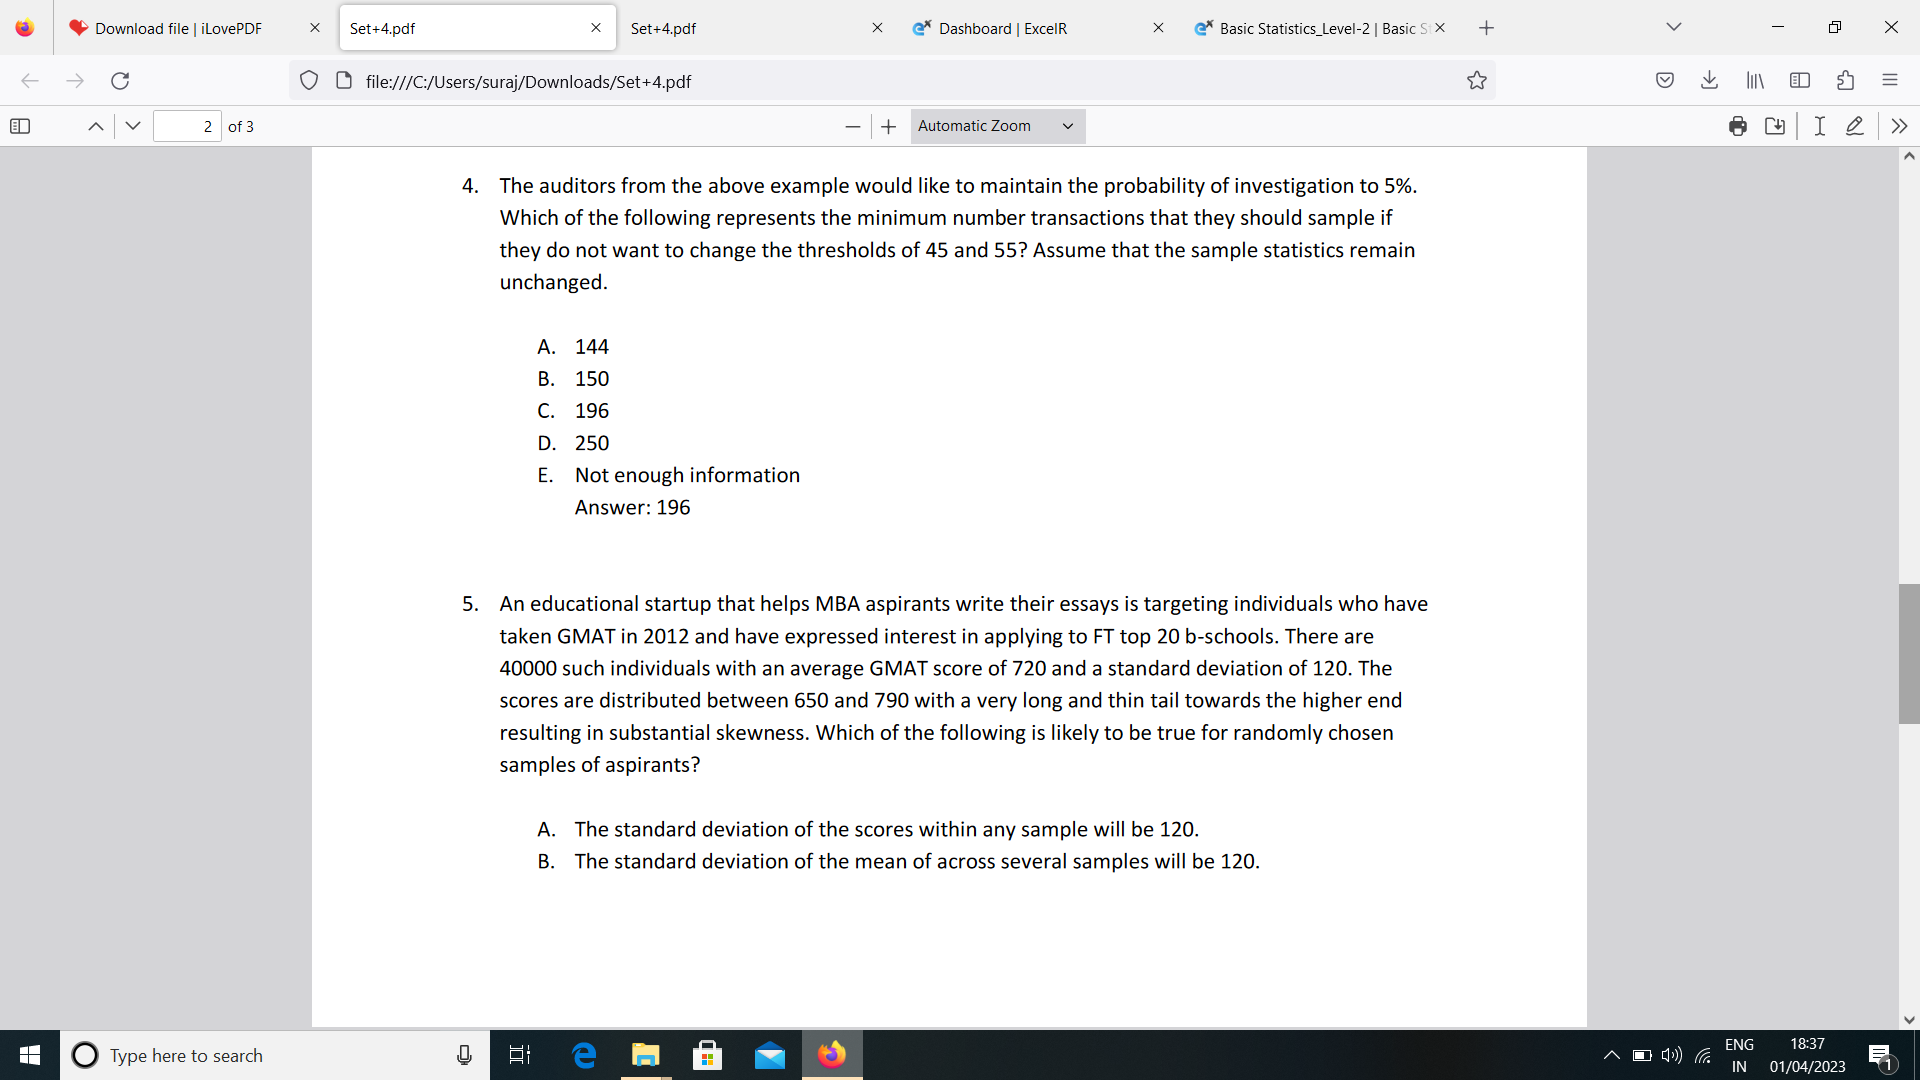 Download file | iLovePDF
Set+4.pdf
Set+4.pdf
Dashboard | ExcelR
Basic Statistics_Level-2 | Basic S
file:///C:/Users/suraj/Downloads/Set+4.pdf
2 of 3
Automatic Zoom
4. The auditors from the above example would like to maintain the probability of investigation to 5%.
Which of the following represents the minimum number transactions that they should sample if
they do not want to change the thresholds of 45 and 55? Assume that the sample statistics remain
unchanged.
A. 144
B. 150
C. 196
D. 250
E. Not enough information
Answer: 196
5. An educational startup that helps MBA aspirants write their essays is targeting individuals who have
taken GMAT in 2012 and have expressed interest in applying to FT top 20 b-schools. There are
40000 such individuals with an average GMAT score of 720 and a standard deviation of 120. The
scores are distributed between 650 and 790 with a very long and thin tail towards the higher end
resulting in substantial skewness. Which of the following is likely to be true for randomly chosen
samples of aspirants?
A. The standard deviation of the scores within any sample will be 120.
B. The standard deviation of the mean of across several samples will be 120.
Type here to search
ENG
IN
18:37
01/04/2023
1